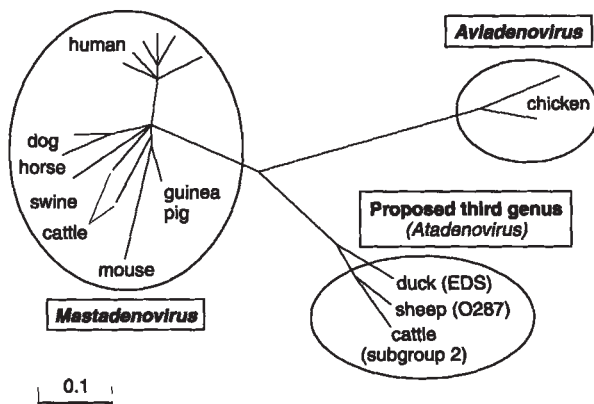 human
dog
horse
swine
cattle
mouse
guinea
pig
Mastadenovirus
0.1
Aviadenovirus
chicken
Proposed third genus
(Atadenovirus)
duck (EDS)
sheep (O287)
cattle
(subgroup 2)